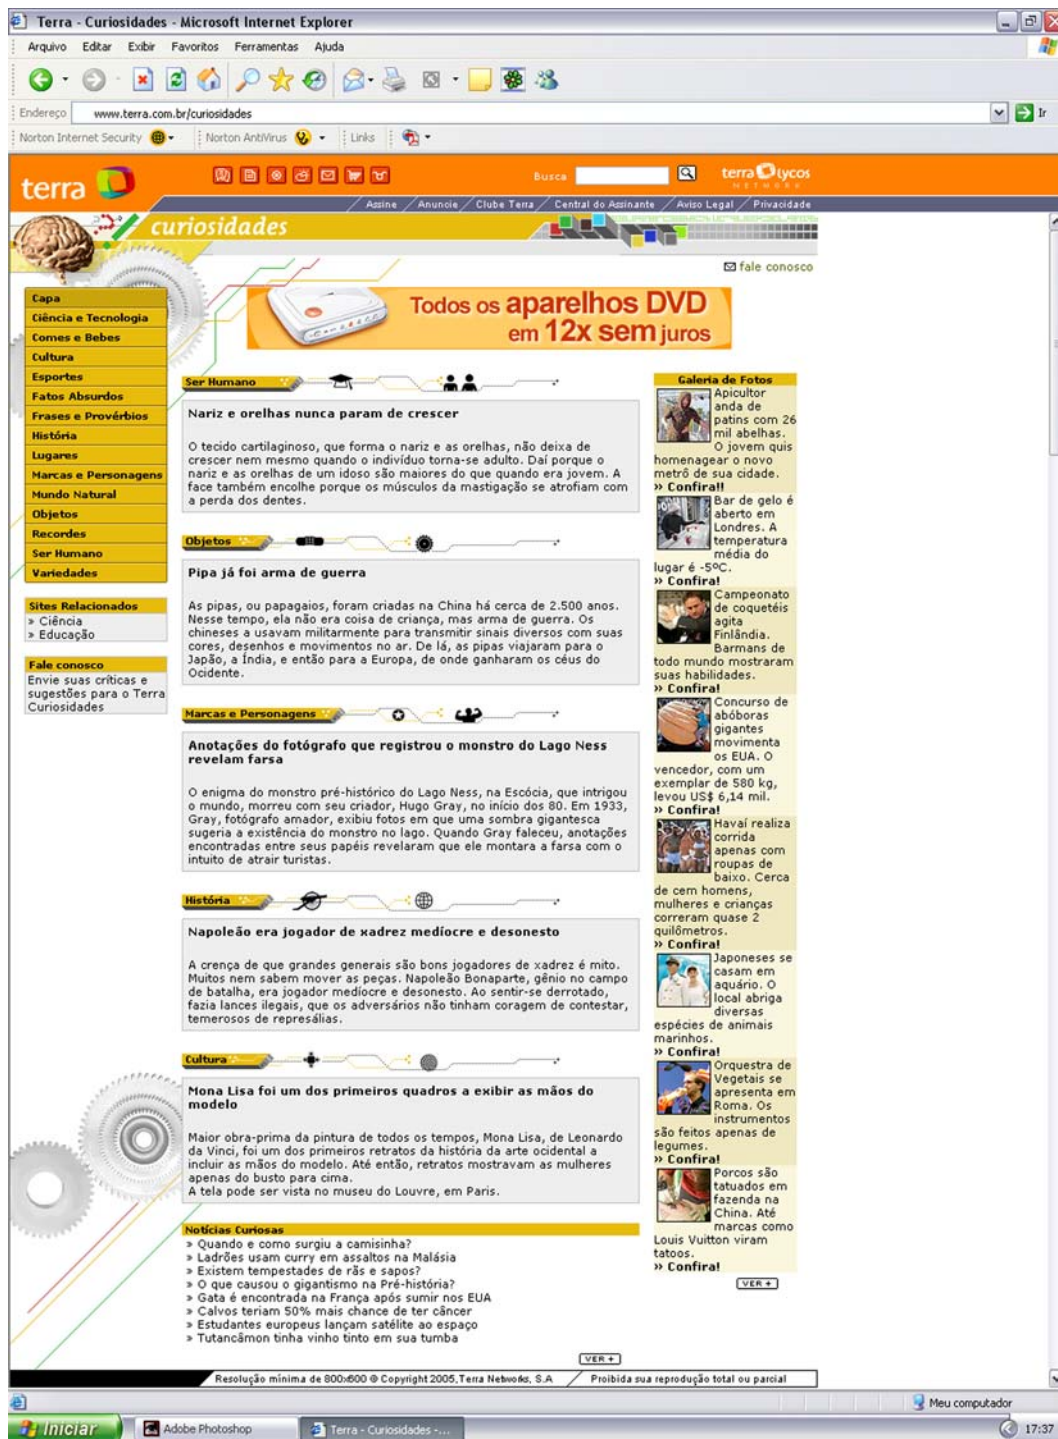 Terra - Curiosidades - Microsoft Internet Explorer
Arquivo Editar Exibir Favoritos Ferramentas Ajuda
Endereço www.terra.com.br/curiosidades Ir
Norton Internet Security Norton AntiVirus Links
terra
Busca
terra Lycos
NETWORK
Assine Anuncie Clube Terra Central do Assinante Aviso Legal Privacidade
curiosidades
fale conosco
Todos os aparelhos DVD
em 12x sem juros
Capa
Ciência e Tecnologia
Comes e Bebes
Cultura
Esportes
Fatos Absurdos
Frases e Provérbios
História
Lugares
Marcas e Personagens
Mundo Natural
Objetos
Recordes
Ser Humano
Variedades
Sites Relacionados
» Ciência
» Educação
Fale conosco
Envie suas críticas e
sugestões para o Terra
Curiosidades
Ser Humano
Nariz e orelhas nunca param de crescer
O tecido cartilaginoso, que forma o nariz e as orelhas, não deixa de
crescer nem mesmo quando o indivíduo torna-se adulto. Daí porque o
nariz e as orelhas de um idoso são maiores do que quando era jovem. A
face também encolhe porque os músculos da mastigação se atrofiam com
a perda dos dentes.
Objetos
Pipa já foi arma de guerra
As pipas, ou papagaios, foram criadas na China há cerca de 2.500 anos.
Nesse tempo, ela não era coisa de criança, mas arma de guerra. Os
chineses a usavam militarmente para transmitir sinais diversos com suas
cores, desenhos e movimentos no ar. De lá, as pipas viajaram para o
Japão, a Índia, e então para a Europa, de onde ganharam os céus do
Ocidente.
Marcas e Personagens
Anotações do fotógrafo que registrou o monstro do Lago Ness
revelam farsa
O enigma do monstro pré-histórico do Lago Ness, na Escócia, que intrigou
o mundo, morreu com seu criador, Hugo Gray, no início dos 80. Em 1933,
Gray, fotógrafo amador, exibiu fotos em que uma sombra gigantesca
sugeria a existência do monstro no lago. Quando Gray faleceu, anotações
encontradas entre seus papéis revelaram que ele montara a farsa com o
intuito de atrair turistas.
História
Napoleão era jogador de xadrez medíocre e desonesto
A crença de que grandes generais são bons jogadores de xadrez é mito.
Muitos nem sabem mover as peças. Napoleão Bonaparte, gênio no campo
de batalha, era jogador medíocre e desonesto. Ao sentir-se derrotado,
fazia lances ilegais, que os adversários não tinham coragem de contestar,
temerosos de represálias.
Cultura
Mona Lisa foi um dos primeiros quadros a exibir as mãos do
modelo
Maior obra-prima da pintura de todos os tempos, Mona Lisa, de Leonardo
da Vinci, foi um dos primeiros retratos da história da arte ocidental a
incluir as mãos do modelo. Até então, retratos mostravam as mulheres
apenas do busto para cima.
A tela pode ser vista no museu do Louvre, em Paris.
Notícias Curiosas
» Quando e como surgiu a camisinha?
» Ladrões usam curry em assaltos na Malásia
» Existem tempestades de rãs e sapos?
» O que causou o gigantismo na Pré-história?
» Gata é encontrada na França após sumir nos EUA
» Calvos teriam 50% mais chance de ter câncer
» Estudantes europeus lançam satélite ao espaço
» Tutancâmon tinha vinho tinto em sua tumba
VER +
Galeria de Fotos
Apicultor
anda de
patins com 26
mil abelhas.
O jovem quis
homenagear o novo
metrô de sua cidade.
» Confira!!
Bar de gelo é
aberto em
Londres. A
temperatura
média do
lugar é -5ºC.
» Confira!
Campeonato
de coquetéis
agita
Finlândia.
Barmans de
todo mundo mostraram
suas habilidades.
» Confira!
Concurso de
abóboras
gigantes
movimenta
os EUA. O
vencedor, com um
exemplar de 580 kg,
levou US$ 6,14 mil.
» Confira!
Havaí realiza
corrida
apenas com
roupas de
baixo. Cerca
de cem homens,
mulheres e crianças
correram quase 2
quilômetros.
» Confira!
Japoneses se
casam em
aquário. O
local abriga
diversas
espécies de animais
marinhos.
» Confira!
Orquestra de
Vegetais se
apresenta em
Roma. Os
instrumentos
são feitos apenas de
legumes.
» Confira!
Porcos são
tatuados em
fazenda na
China. Até
marcas como
Louis Vuitton viram
tatoos.
» Confira!
VER +
Resolução mínima de 800x600 © Copyright 2005,Terra Networks, S.A Proibida sua reprodução total ou parcial
Meu computador
Iniciar Adobe Photoshop Terra - Curiosidades -... 17:37